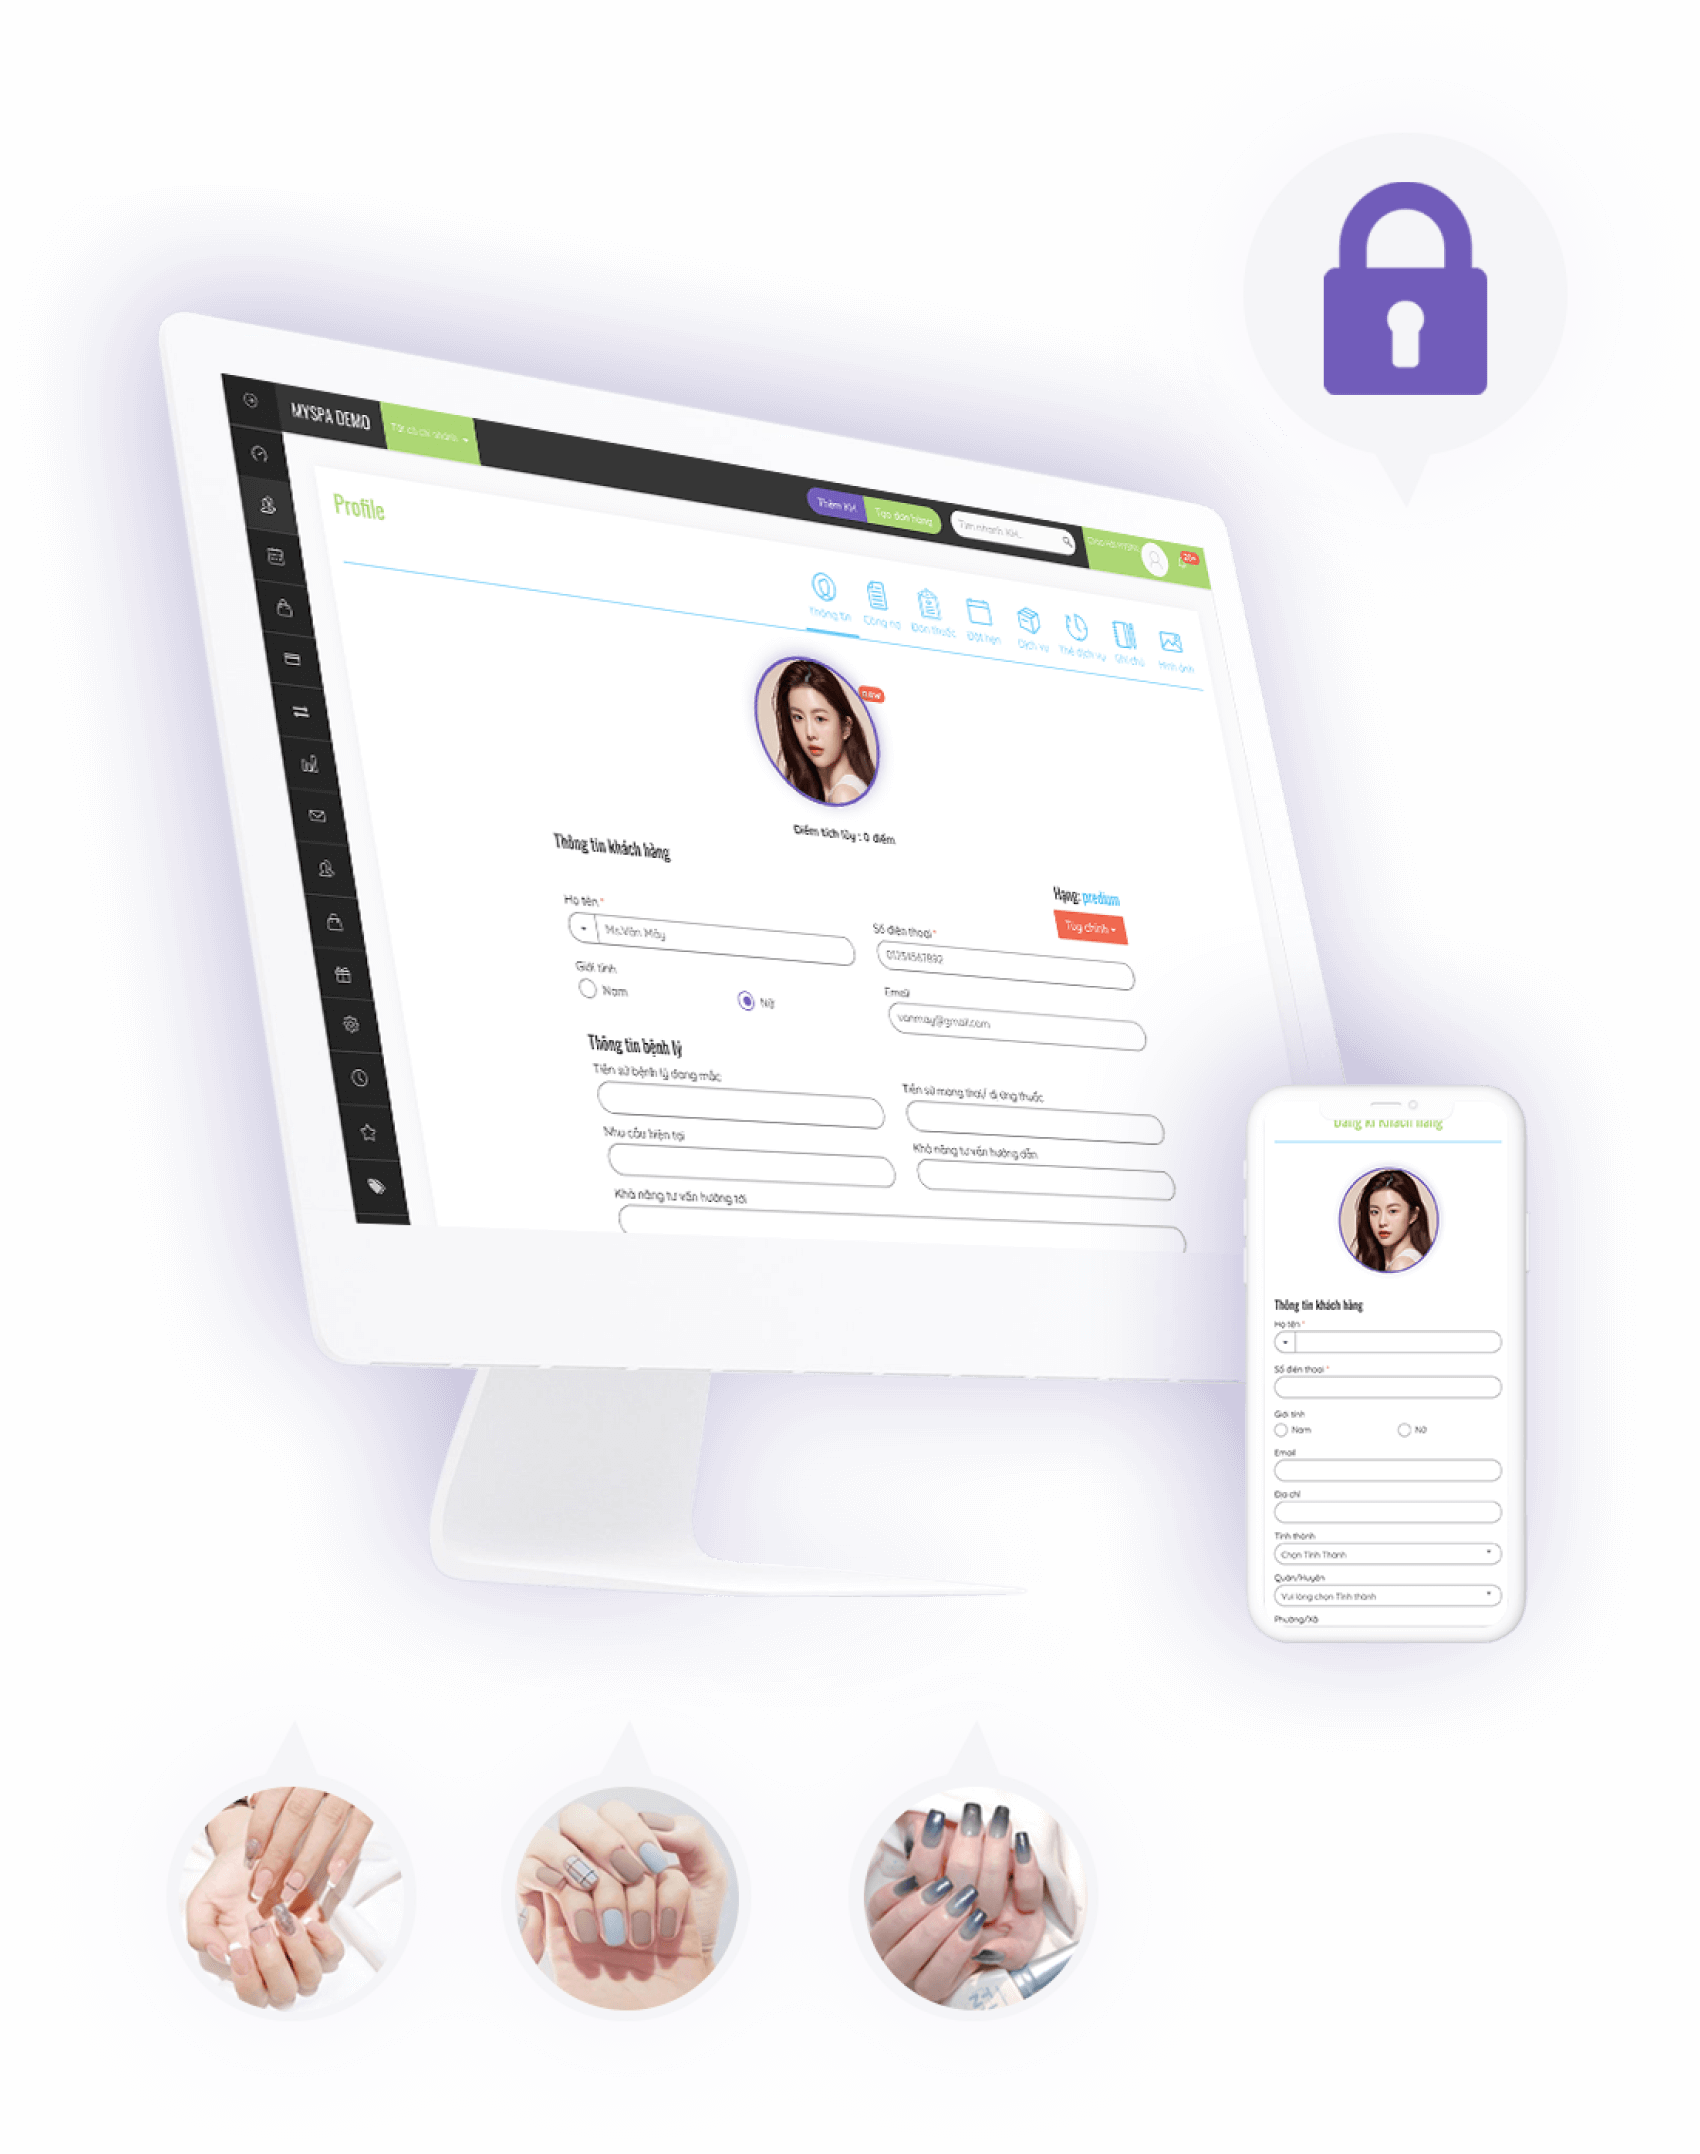 MYSPA DEMO
Tất cả chi nhánh
Thêm KH
Tạo đơn hàng
Tìm nhanh KH...
20+
Profile
Thông tin
Công nợ
Đơn thuốc
Đặt hẹn
Dịch vụ
Thẻ dịch vụ
Ghi chú
Hình ảnh
new
Điểm tích lũy : 0 điểm
Thông tin khách hàng
Hạng: predium
Tùy chỉnh
Họ tên *
Ms.Vân Mây
Số điện thoại *
Giới tính
Nam
Nữ
Email
vanmay@gmail.com
Thông tin bệnh lý
Tiền sử bệnh lý đang mắc
Tiền sử mang thai/ dị ứng thuốc
Nhu cầu hiện tại
Khả năng tư vấn hướng dẫn
Khả năng tư vấn hướng tới
Đăng kí Khách hàng
Thông tin khách hàng
Họ tên *
Số điện thoại *
Giới tính
Nam
Nữ
Email
Địa chỉ
Tỉnh thành
Chọn Tỉnh Thành
Quận/Huyện
Vui lòng chọn Tỉnh thành
Phường/Xã